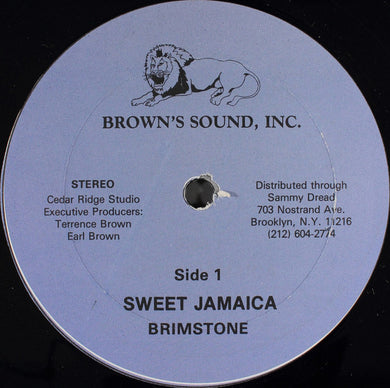 BROWN'S SOUND, INC.
STEREO
Cedar Ridge Studio
Executive Producers:
Terrence Brown
Earl Brown
Distributed through
Sammy Dread
703 Nostrand Ave.
Brooklyn, N.Y. 11216
(212) 604-2774
Side 1
SWEET JAMAICA
BRIMSTONE